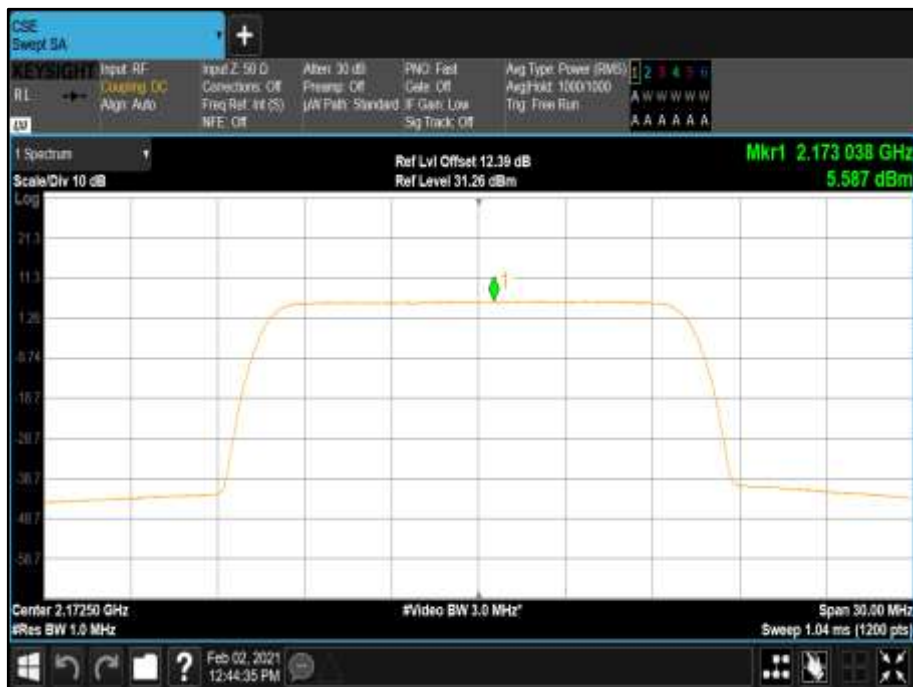 CSE
Swept SA
+
KEYSIGHT
RL
Input: RF
Coupling: DC
Align: Auto
Input Z: 50 Ω
Corrections: Off
Freq Ref: Int (S)
NFE: Off
Atten: 30 dB
Preamp: Off
µW Path: Standard
PNO: Fast
Gate: Off
IF Gain: Low
Sig Track: Off
Avg Type: Power (RMS)
Avg|Hold: 1000/1000
Trig: Free Run
1 2 3 4 5 6
A W W W W W
A A A A A A
1 Spectrum
Scale/Div 10 dB
Ref Lvl Offset 12.39 dB
Ref Level 31.26 dBm
Mkr1 2.173 038 GHz
5.587 dBm
Log
21.3
11.3
1.26
-8.74
-18.7
-28.7
-38.7
-48.7
-58.7
1
Center 2.17250 GHz
#Res BW 1.0 MHz
#Video BW 3.0 MHz*
Span 30.00 MHz
Sweep 1.04 ms (1200 pts)
?
Feb 02, 2021
12:44:35 PM